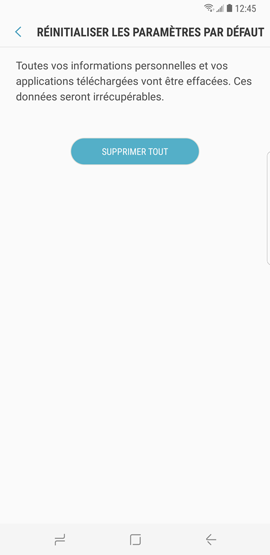 12:45
RÉINITIALISER LES PARAMÈTRES PAR DÉFAUT
Toutes vos informations personnelles et vos
applications téléchargées vont être effacées. Ces
données seront irrécupérables.
SUPPRIMER TOUT